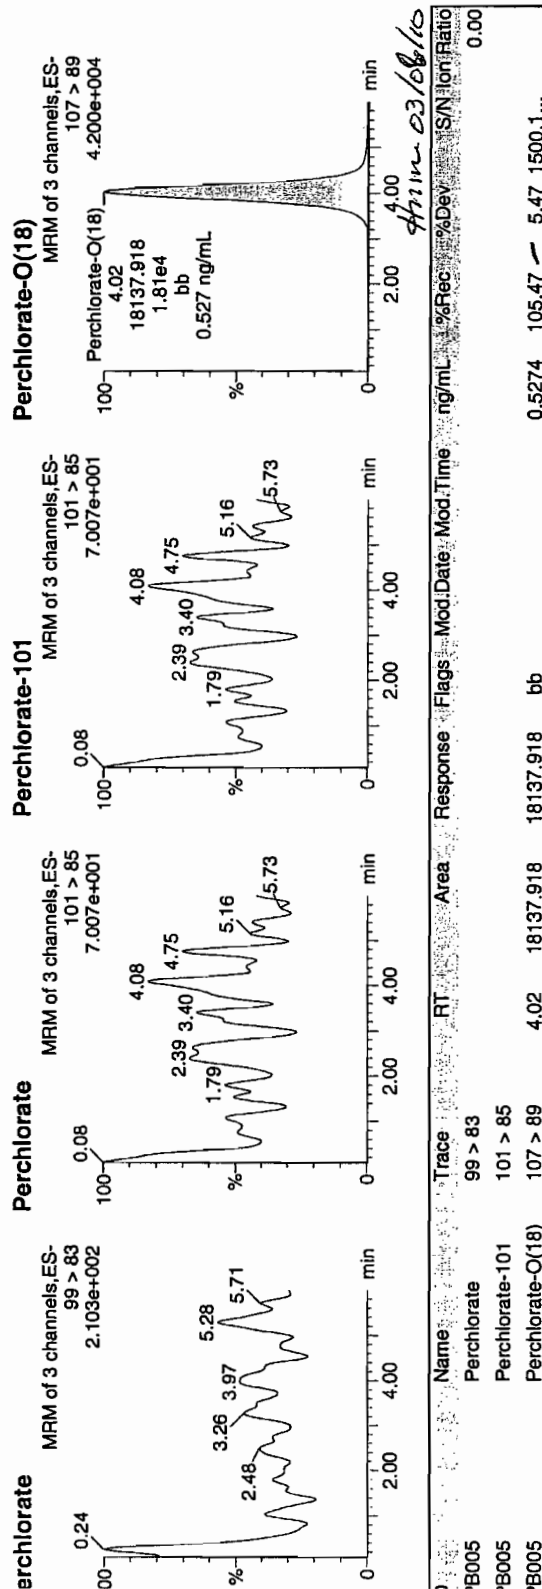 erchlorate
MRM of 3 channels,ES-
99 > 83
2.103e+002
0.24
2.48
3.26
3.97
5.28
5.71
00
%
0
2.00
4.00
min
Perchlorate
MRM of 3 channels,ES-
101 > 85
7.007e+001
0.08
1.79
2.39
3.40
4.08
4.75
5.16
5.73
100
%
0
2.00
4.00
min
Perchlorate-101
MRM of 3 channels,ES-
101 > 85
7.007e+001
0.08
1.79
2.39
3.40
4.08
4.75
5.16
5.73
100
%
0
2.00
4.00
min
Perchlorate-O(18)
MRM of 3 channels,ES-
107 > 89
4.200e+004
Perchlorate-O(18)
4.02
18137.918
1.81e4
bb
0.527 ng/mL
100
%
0
2.00
4.00
min
03/08/10
Name Trace RT Area Response Flags Mod.Date Mod.Time ng/mL %Rec %Dev S/N Ion Ratio
PB005 Perchlorate 99 > 83 0.00
PB005 Perchlorate-101 101 > 85
PB005 Perchlorate-O(18) 107 > 89 4.02 18137.918 18137.918 bb 0.5274 105.47 5.47 1500.1...